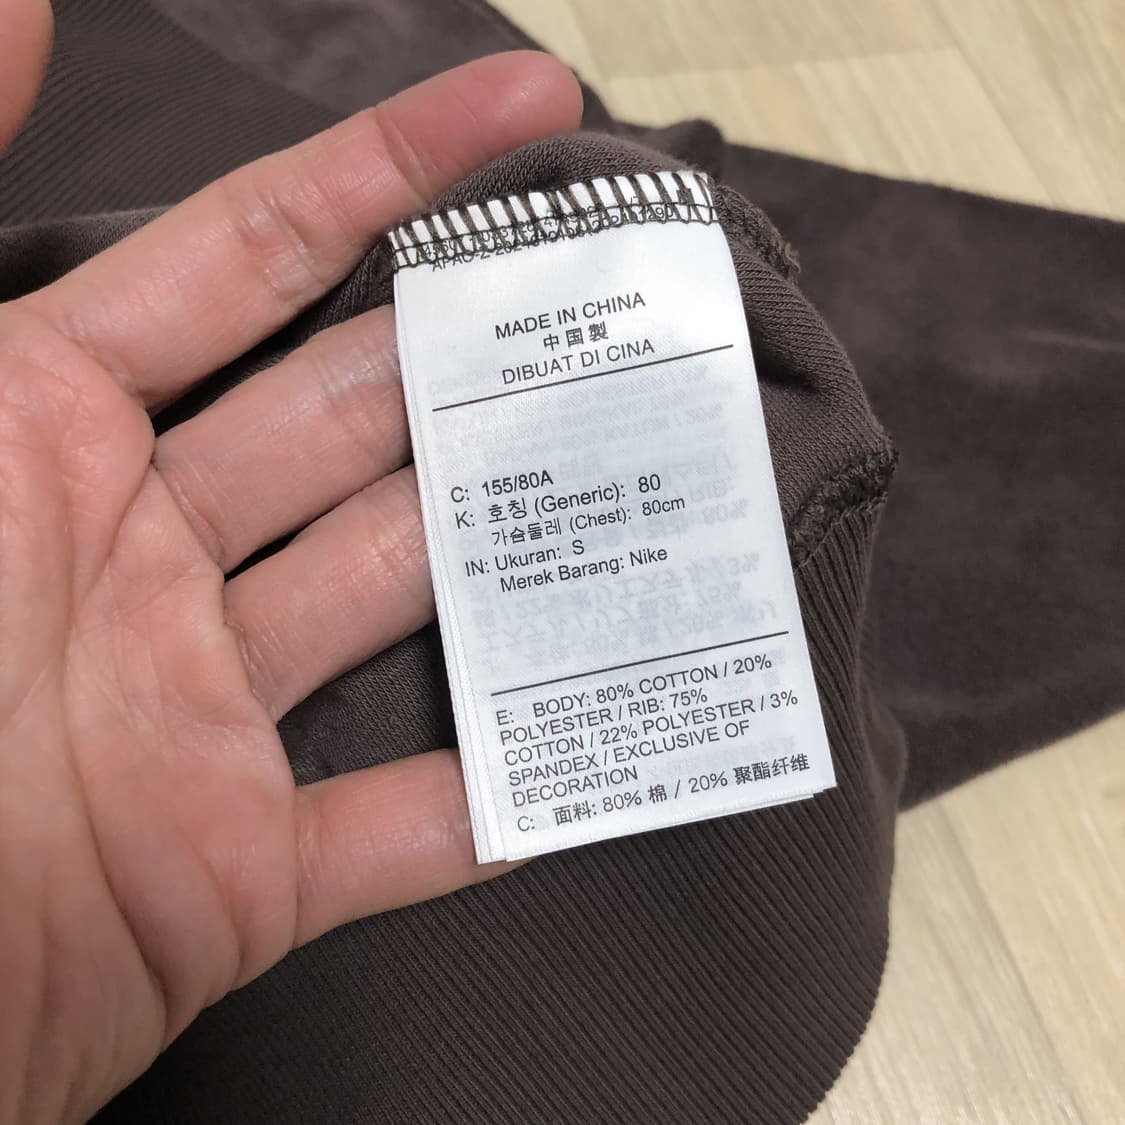 MADE IN CHINA
中国製
DIBUAT DI CINA
C: 155/80A
K: 호칭 (Generic): 80
가슴둘레 (Chest): 80cm
IN: Ukuran: S
Merek Barang: Nike
E: BODY: 80% COTTON / 20%
POLYESTER / RIB: 75%
COTTON / 22% POLYESTER / 3%
SPANDEX / EXCLUSIVE OF
DECORATION
C: 面料: 80% 棉 / 20% 聚酯纤维